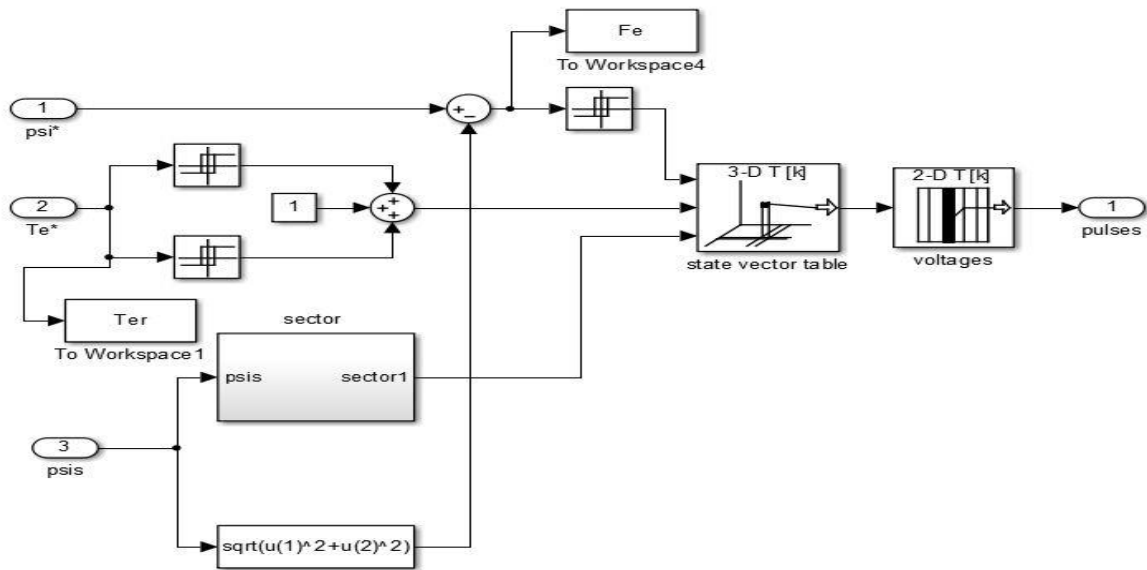 Fe
To Workspace4
1
psi*
+
−
3-D T[k]
2-D T[k]
2
Te*
1
+
+
+
1
pulses
state vector table
voltages
Ter
To Workspace1
sector
psis
sector1
3
psis
sqrt(u(1)^2+u(2)^2)